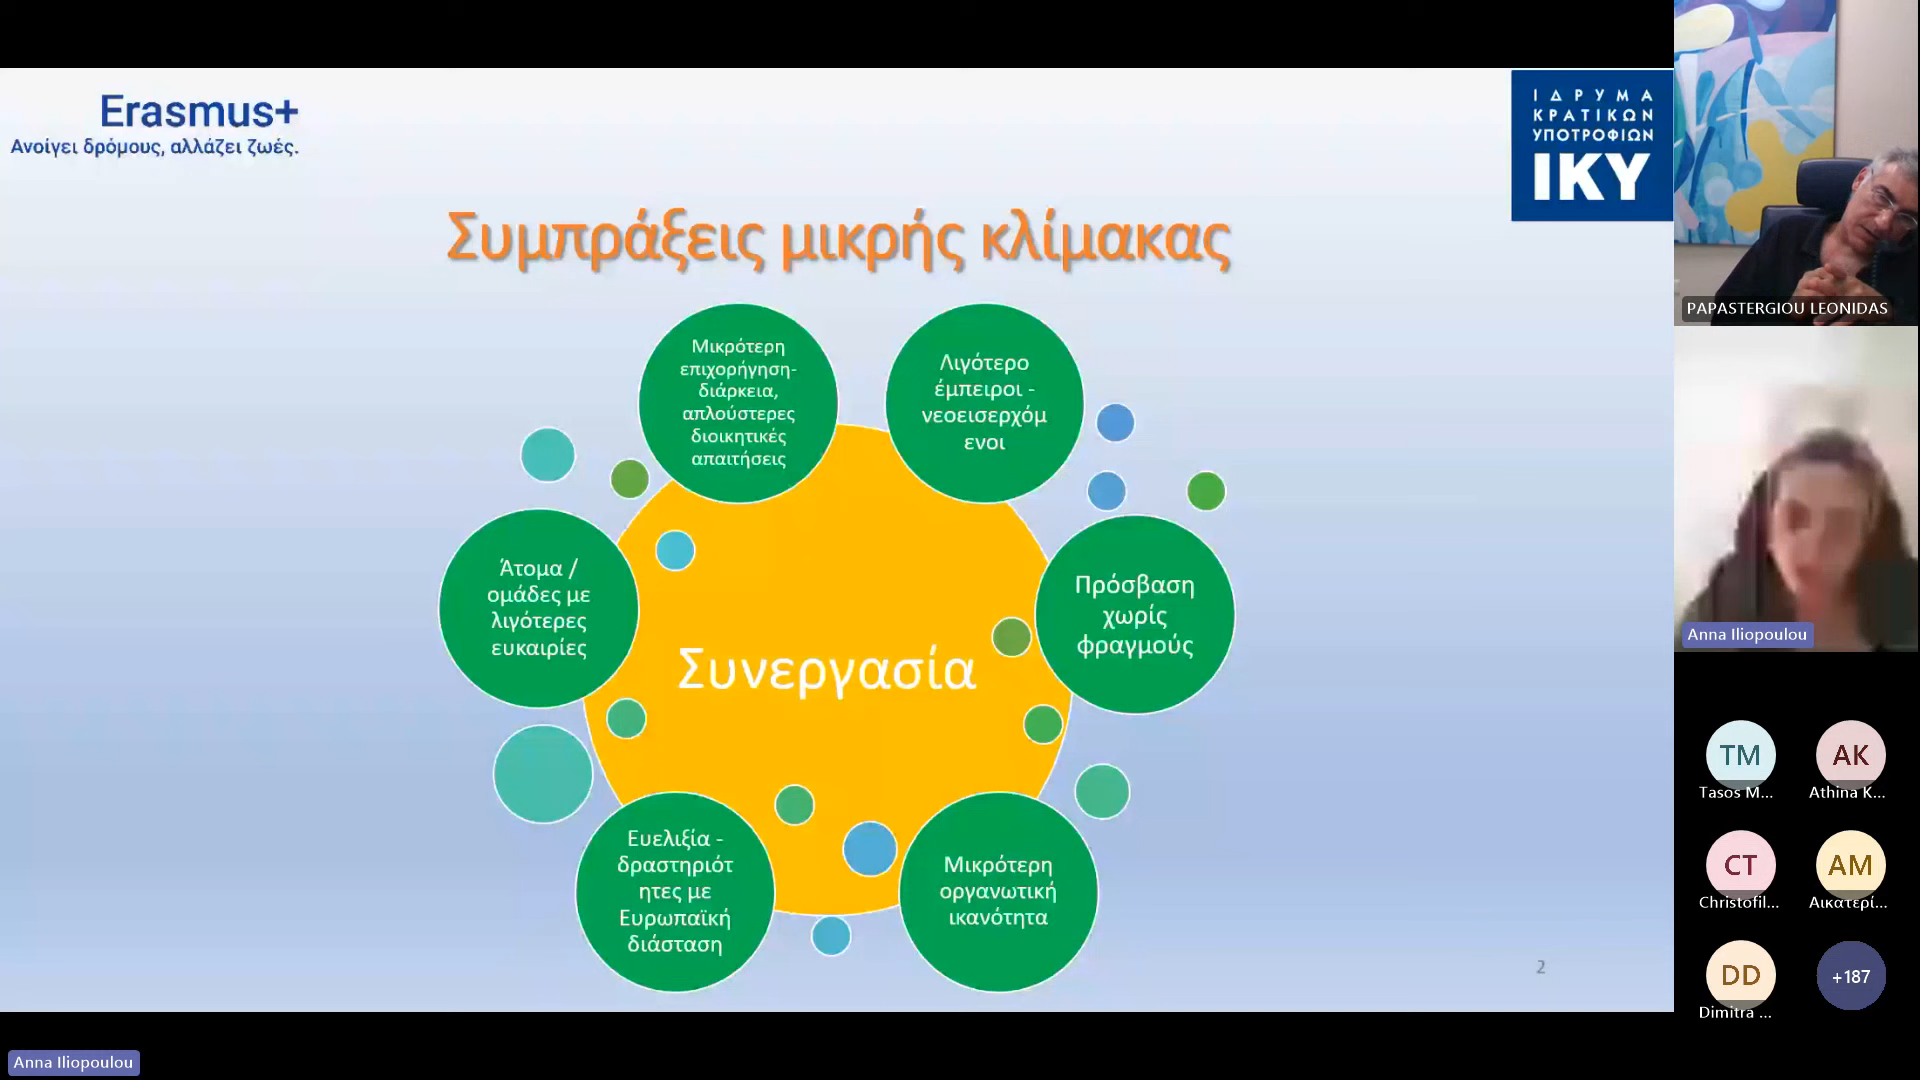 Erasmus+
Ανοίγει δρόμους, αλλάζει ζωές.
ΙΔΡΥΜΑ
ΚΡΑΤΙΚΩΝ
ΥΠΟΤΡΟΦΙΩΝ
ΙΚΥ
Συμπράξεις μικρής κλίμακας
Μικρότερη
επιχορήγηση-
διάρκεια,
απλούστερες
διοικητικές
απαιτήσεις
Λιγότερο
έμπειροι -
νεοεισερχόμ
ενοι
Άτομα /
ομάδες με
λιγότερες
ευκαιρίες
Πρόσβαση
χωρίς
φραγμούς
Συνεργασία
Ευελιξία -
δραστηριότ
ητες με
Ευρωπαϊκή
διάσταση
Μικρότερη
οργανωτική
ικανότητα
2
PAPASTERGIOU LEONIDAS
Anna Iliopoulou
TM
Tasos M...
AK
Athina K...
CT
Christofil...
AM
Αικατερί...
DD
Dimitra ...
+187
Anna Iliopoulou